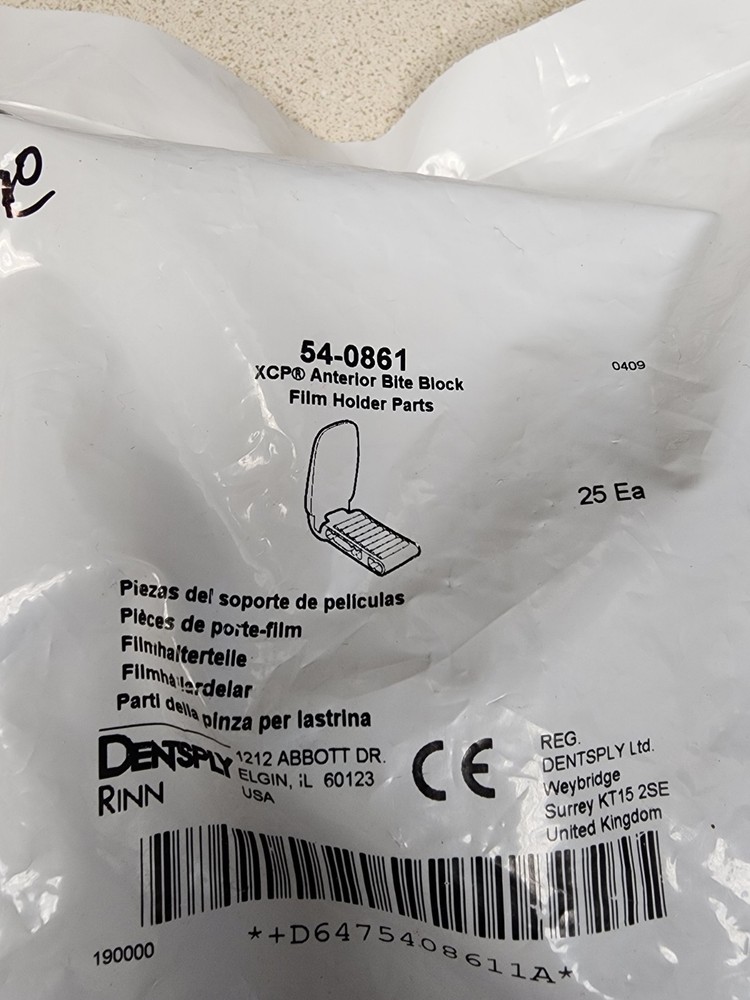 54-0861
XCP® Anterior Bite Block
Film Holder Parts
0409
25 Ea
Piezas del soporte de películas
Pièces de porte-film
Filmhalterteile
Filmhållardelar
Parti della pinza per lastrina
DENTSPLY
RINN
1212 ABBOTT DR.
ELGIN, IL 60123
USA
CE
REG.
DENTSPLY Ltd.
Weybridge
Surrey KT15 2SE
United Kingdom
*+D6475408611A*
190000